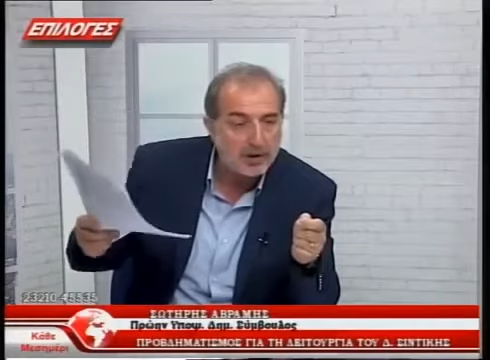 ΕΠΙΛΟΓΕΣ
23210-45535
ΣΩΤΗΡΗΣ ΑΒΡΑΜΗΣ
Πρώην Υποψ. Δημ. Σύμβουλος
Κάθε
Μεσημέρι
ΠΡΟΒΛΗΜΑΤΙΣΜΟΣ ΓΙΑ ΤΗ ΛΕΙΤΟΥΡΓΙΑ ΤΟΥ Δ. ΣΙΝΤΙΚΗΣ